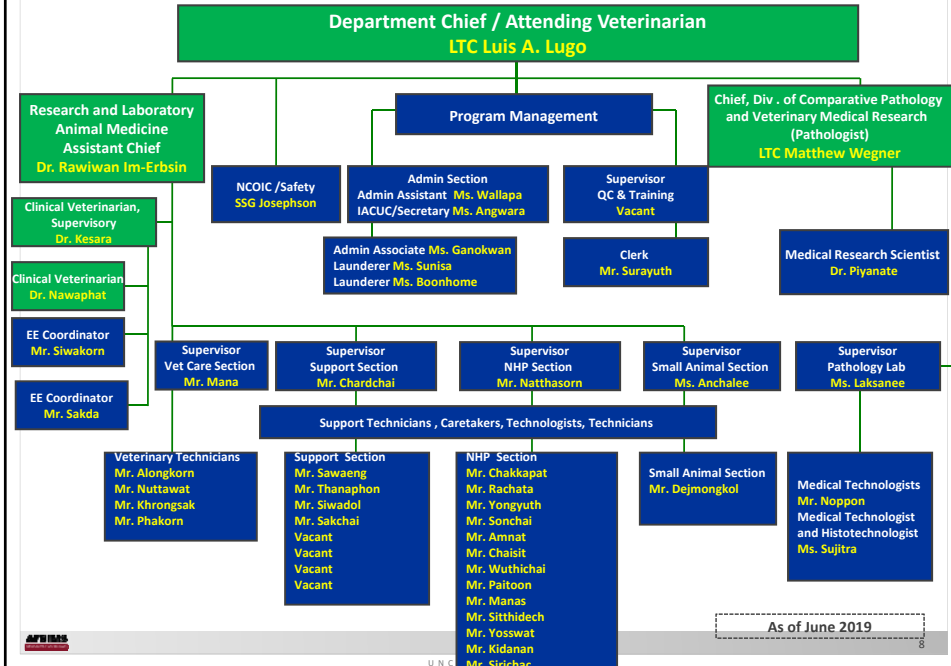 Department Chief / Attending Veterinarian
LTC Luis A. Lugo
Research and Laboratory
Animal Medicine
Assistant Chief
Dr. Rawiwan Im-Erbsin
Program Management
Chief, Div . of Comparative Pathology
and Veterinary Medical Research
(Pathologist)
LTC Matthew Wegner
NCOIC /Safety
SSG Josephson
Admin Section
Admin Assistant Ms. Wallapa
IACUC/Secretary Ms. Angwara
Supervisor
QC & Training
Vacant
Clinical Veterinarian,
Supervisory
Dr. Kesara
Admin Associate Ms. Ganokwan
Launderer Ms. Sunisa
Launderer Ms. Boonhome
Clerk
Mr. Surayuth
Medical Research Scientist
Dr. Piyanate
Clinical Veterinarian
Dr. Nawaphat
EE Coordinator
Mr. Siwakorn
EE Coordinator
Mr. Sakda
Supervisor
Vet Care Section
Mr. Mana
Supervisor
Support Section
Mr. Chardchai
Supervisor
NHP Section
Mr. Natthasorn
Supervisor
Small Animal Section
Ms. Anchalee
Supervisor
Pathology Lab
Ms. Laksanee
Support Technicians , Caretakers, Technologists, Technicians
Veterinary Technicians
Mr. Alongkorn
Mr. Nuttawat
Mr. Khrongsak
Mr. Phakorn
Support Section
Mr. Sawaeng
Mr. Thanaphon
Mr. Siwadol
Mr. Sakchai
Vacant
Vacant
Vacant
Vacant
NHP Section
Mr. Chakkapat
Mr. Rachata
Mr. Yongyuth
Mr. Sonchai
Mr. Amnat
Mr. Chaisit
Mr. Wuthichai
Mr. Paitoon
Mr. Manas
Mr. Sitthidech
Mr. Yosswat
Mr. Kidanan
Mr. Sirichac
Small Animal Section
Mr. Dejmongkol
Medical Technologists
Mr. Noppon
Medical Technologist
and Histotechnologist
Ms. Sujitra
As of June 2019
8
AFRIMS
UNC